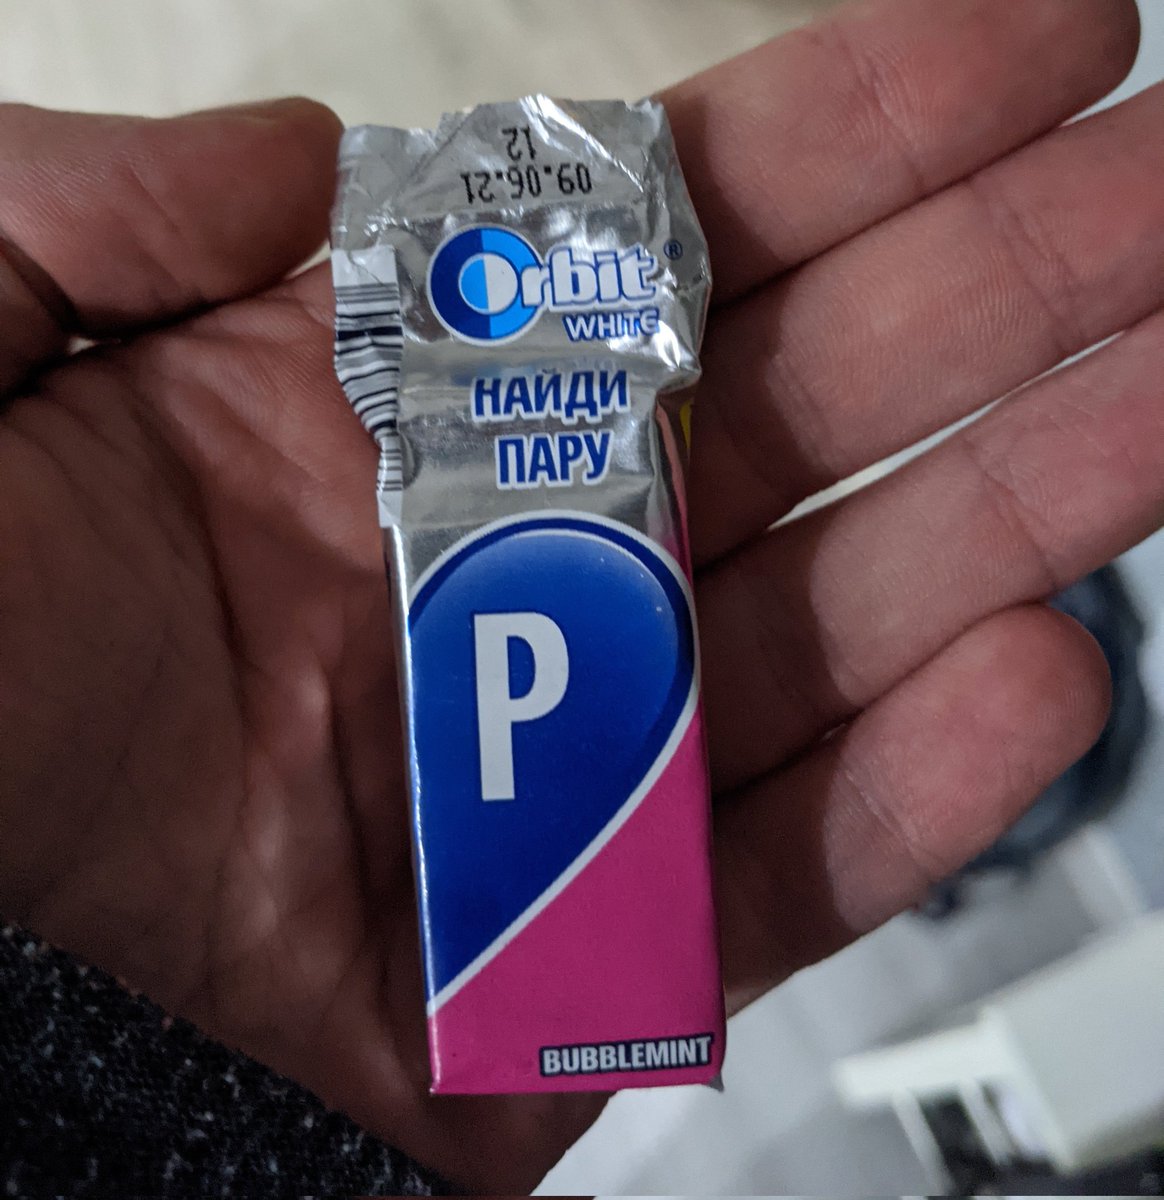 12
09.06.21
Orbit®
WHITE
НАЙДИ
ПАРУ
P
BUBBLEMINT